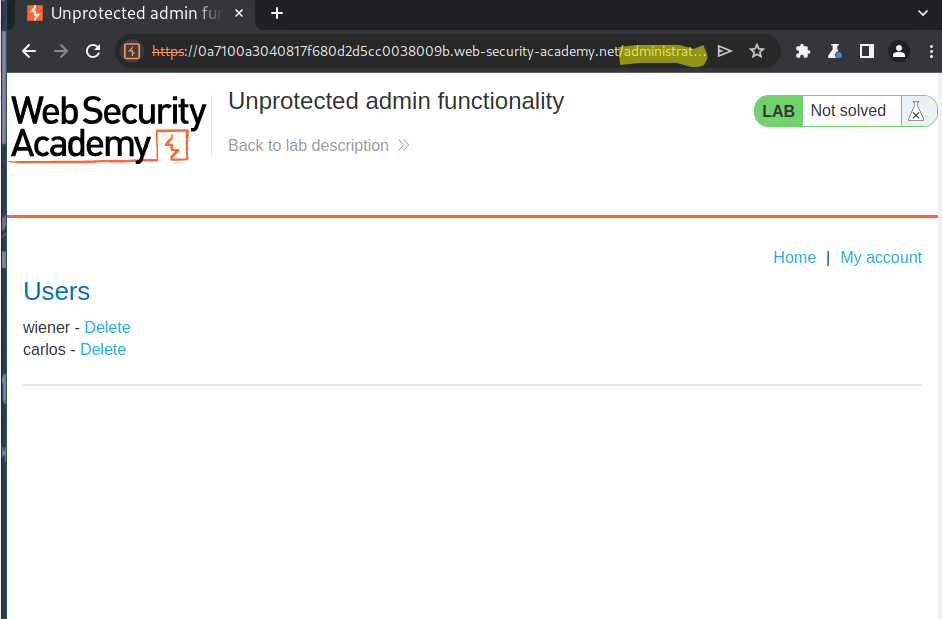 Unprotected admin fu
https://0a7100a3040817f680d2d5cc0038009b.web-security-academy.net/administrat...
Web Security
Academy
Unprotected admin functionality
Back to lab description
LAB Not solved
Home | My account
Users
wiener - Delete
carlos - Delete